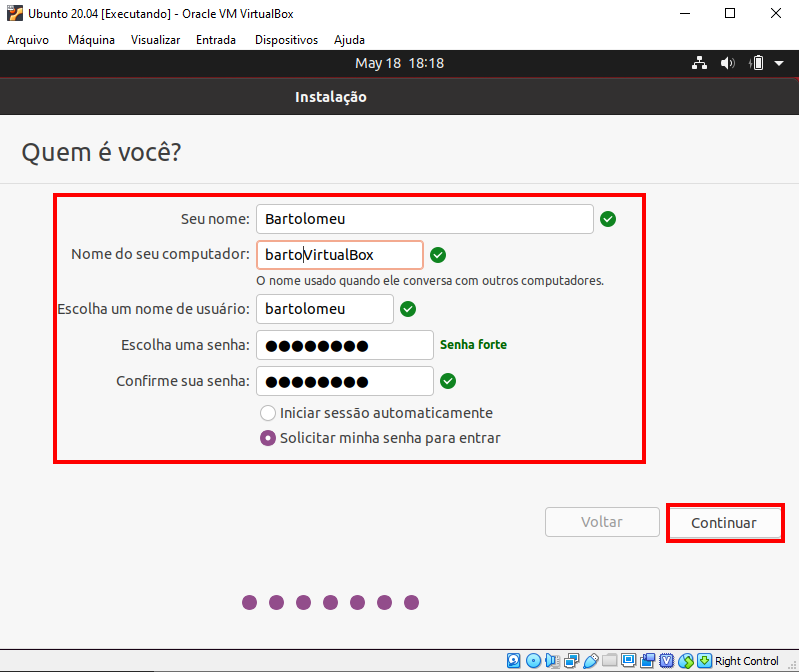 Ubunto 20.04 [Executando] - Oracle VM VirtualBox
Arquivo Máquina Visualizar Entrada Dispositivos Ajuda
May 18 18:18
Instalação
Quem é você?
Seu nome: Bartolomeu
Nome do seu computador: bartoVirtualBox
O nome usado quando ele conversa com outros computadores.
Escolha um nome de usuário: bartolomeu
Escolha uma senha: ●●●●●●●● Senha forte
Confirme sua senha: ●●●●●●●●
Iniciar sessão automaticamente
Solicitar minha senha para entrar
Voltar Continuar
Right Control